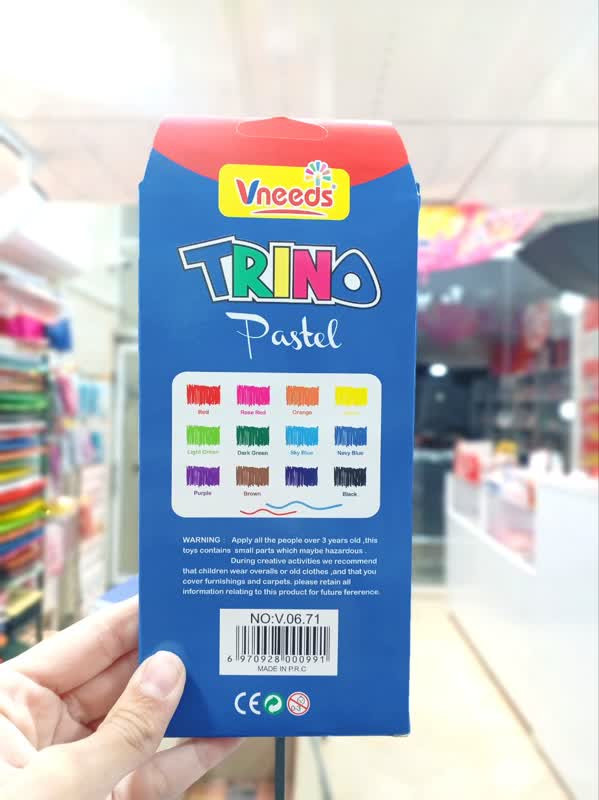 Vneeds
TRINO
Pastel
Red Rose Red Orange
Light Green Dark Green Sky Blue Navy Blue
Purple Brown Black
WARNING : Apply all the people over 3 years old ,this
toys contains small parts which maybe hazardous .
During creative activities we recommend
that children wear overalls or old clothes ,and that you
cover furnishings and carpets. please retain all
information relating to this product for future fererence.
NO:V.06.71
6 970928 000991
MADE IN P.R.C
CE
0-3